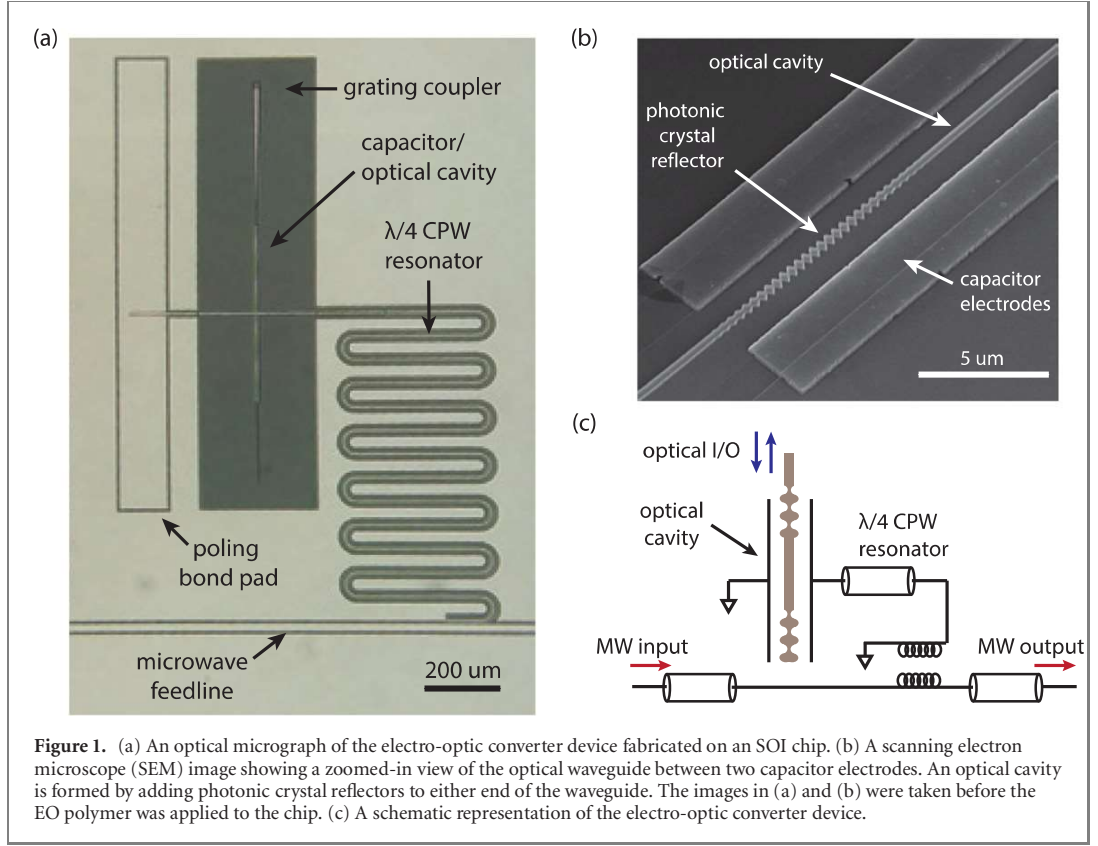 (a)
grating coupler
capacitor/
optical cavity
λ/4 CPW
resonator
poling
bond pad
microwave
feedline
200 um
(b)
optical cavity
photonic
crystal
reflector
capacitor
electrodes
5 um
(c)
optical I/O
optical
cavity
λ/4 CPW
resonator
MW input
MW output
Figure 1. (a) An optical micrograph of the electro-optic converter device fabricated on an SOI chip. (b) A scanning electron
microscope (SEM) image showing a zoomed-in view of the optical waveguide between two capacitor electrodes. An optical cavity
is formed by adding photonic crystal reflectors to either end of the waveguide. The images in (a) and (b) were taken before the
EO polymer was applied to the chip. (c) A schematic representation of the electro-optic converter device.